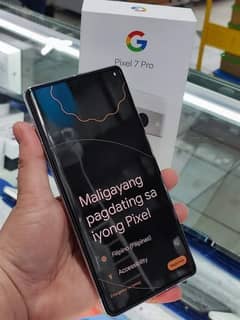 G
Pixel 7 Pro
Maligayang
pagdating sa
iyong Pixel
Filipino (Pilipinas)
Accessibility